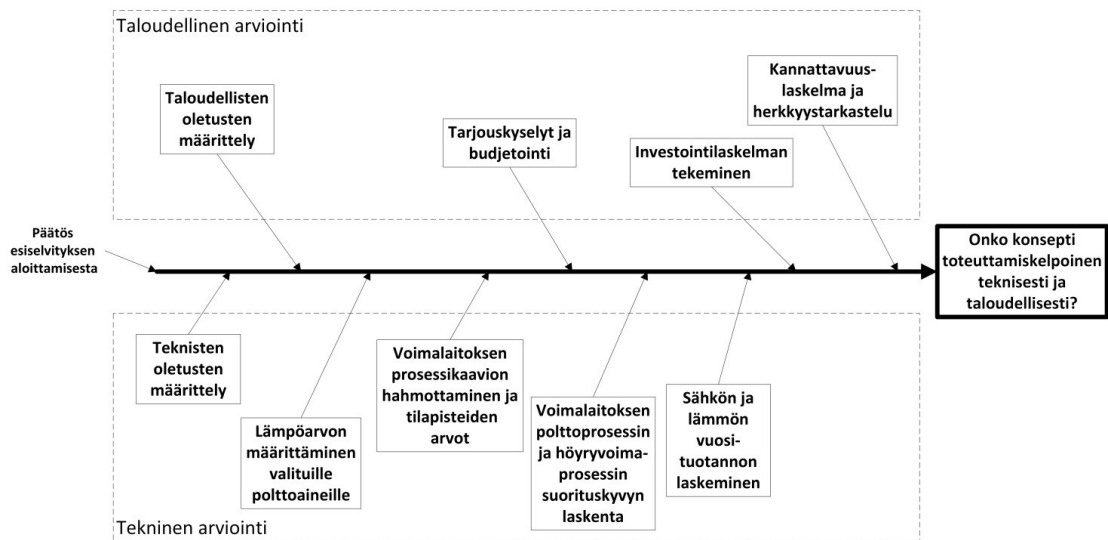 Taloudellinen arviointi
Taloudellisten
oletusten
määrittely
Tarjouskyselyt ja
budjetointi
Investointilaskelman
tekeminen
Kannattavuus-
laskelma ja
herkkyystarkastelu
Päätös
esiselvityksen
aloittamisesta
Onko konsepti
toteuttamiskelpoinen
teknisesti ja
taloudellisesti?
Teknisten
oletusten
määrittely
Lämpöarvon
määrittäminen
valituille
polttoaineille
Voimalaitoksen
prosessikaavion
hahmottaminen ja
tilapisteiden
arvot
Voimalaitoksen
polttoprosessin
ja höyryvoima-
prosessin
suorituskyvyn
laskenta
Sähkön ja
lämmön
vuosi-
tuotannon
laskeminen
Tekninen arviointi